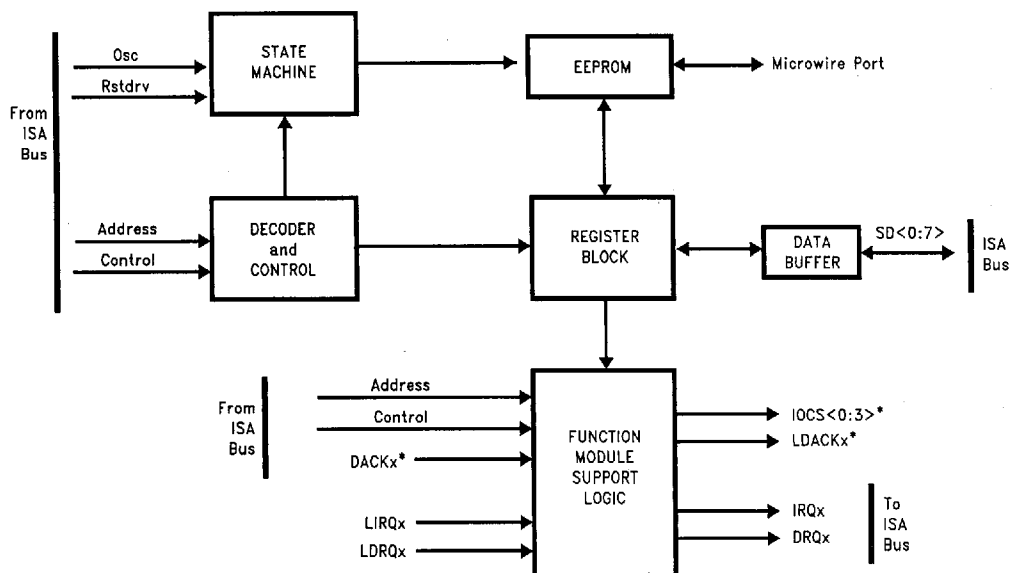 Osc
Rstdrv
From
ISA
Bus
STATE
MACHINE
EEPROM
Microwire Port
Address
Control
DECODER
and
CONTROL
REGISTER
BLOCK
DATA
BUFFER
SD<0:7>
ISA
Bus
From
ISA
Bus
Address
Control
DACKx*
LIRQx
LDRQx
FUNCTION
MODULE
SUPPORT
LOGIC
IOCS<0:3>*
LDACKx*
IRQx
DRQx
To
ISA
Bus